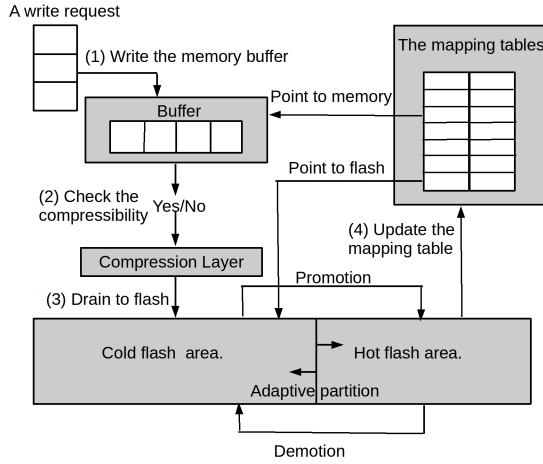 A write request
(1) Write the memory buffer
The mapping tables
Buffer
Point to memory
Point to flash
(2) Check the
compressibility
Yes/No
(4) Update the
mapping table
Compression Layer
(3) Drain to flash
Promotion
Cold flash area.
Hot flash area.
Adaptive partition
Demotion